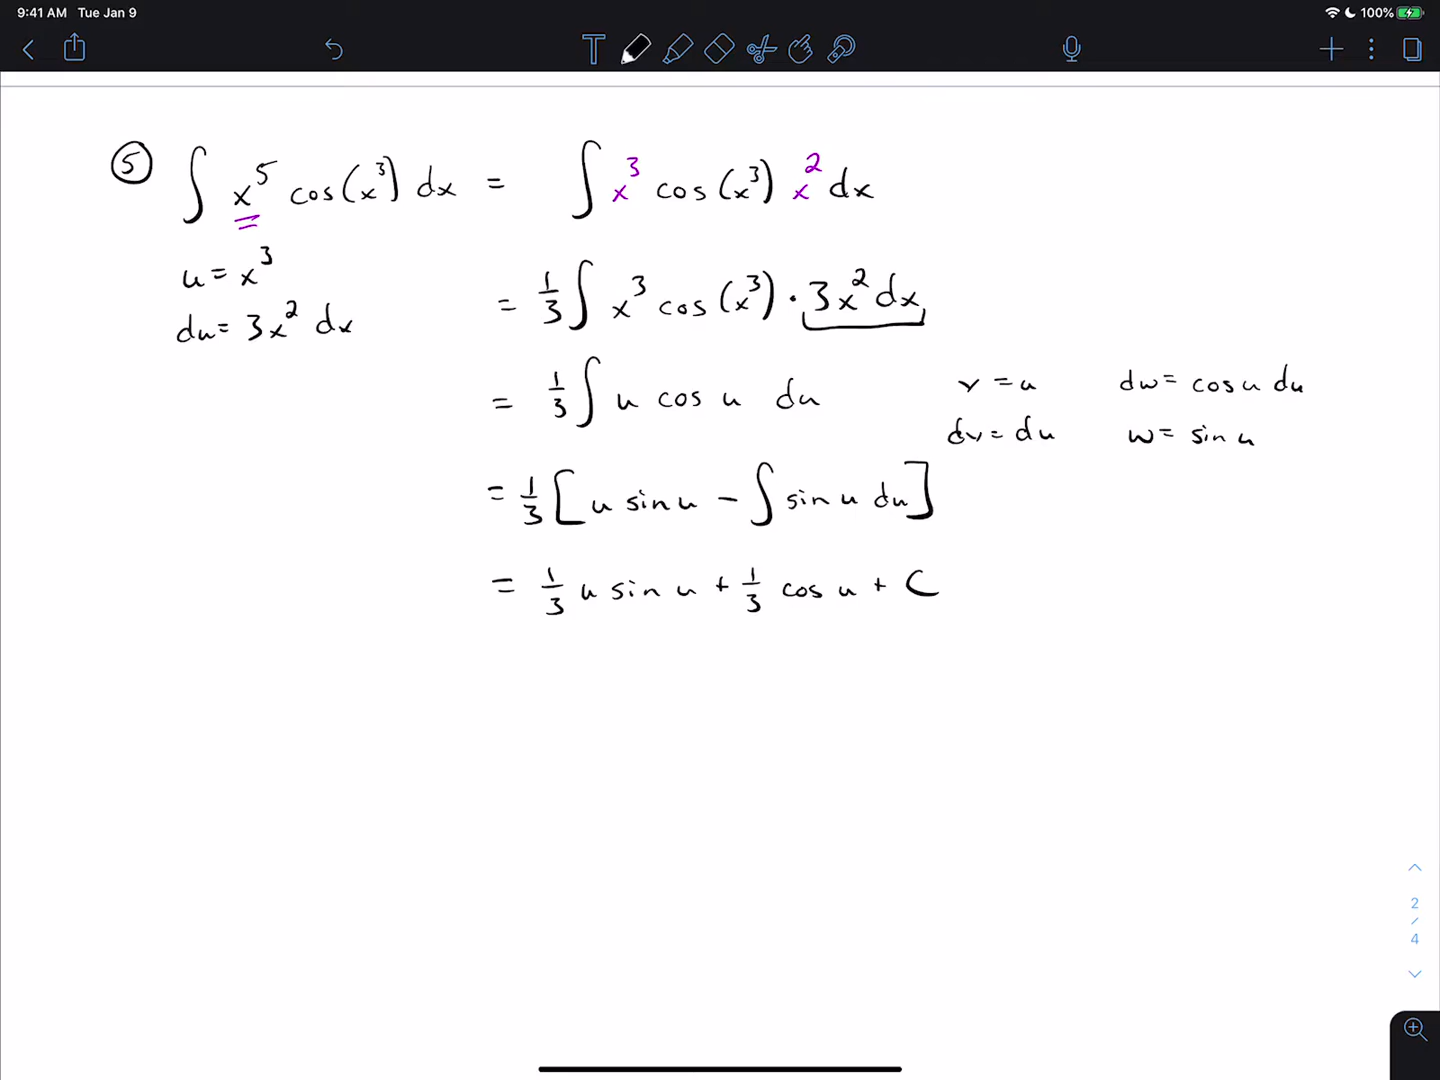 9:41 AM Tue Jan 9 100%
T
⑤ ∫ x⁵ cos(x³) dx = ∫ x³ cos(x³) x² dx
u = x³
du = 3x² dx
= 1/3 ∫ x³ cos(x³) · 3x² dx
= 1/3 ∫ u cos u du
v = u dw = cos u du
dv = du w = sin u
= 1/3 [u sin u − ∫ sin u du]
= 1/3 u sin u + 1/3 cos u + C
2
/
4